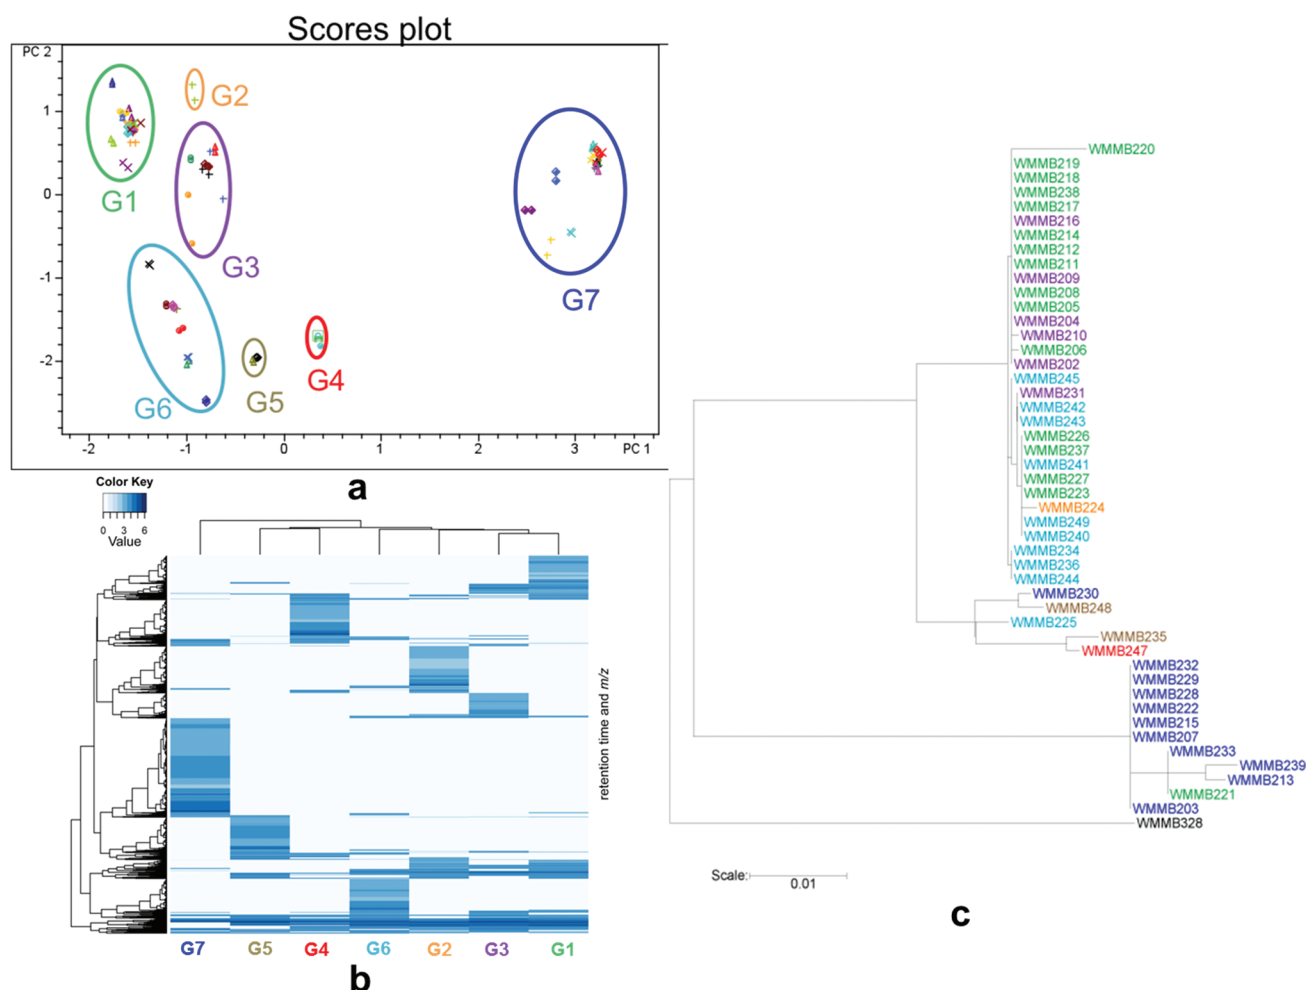 Scores plot
PC 2
1
0
-1
-2
-2
-1
0
1
2
3
PC 1
G1
G2
G3
G7
G6
G5
G4
a
Color Key
0 3 6
Value
retention time and m/z
G7 G5 G4 G6 G2 G3 G1
b
WMMB220
WMMB219
WMMB218
WMMB238
WMMB217
WMMB216
WMMB214
WMMB212
WMMB211
WMMB209
WMMB208
WMMB205
WMMB204
WMMB210
WMMB206
WMMB202
WMMB245
WMMB231
WMMB242
WMMB243
WMMB226
WMMB237
WMMB241
WMMB227
WMMB223
WMMB224
WMMB249
WMMB240
WMMB234
WMMB236
WMMB244
WMMB230
WMMB248
WMMB225
WMMB235
WMMB247
WMMB232
WMMB229
WMMB228
WMMB222
WMMB215
WMMB207
WMMB233
WMMB239
WMMB213
WMMB221
WMMB203
WMMB328
Scale:
0.01
c